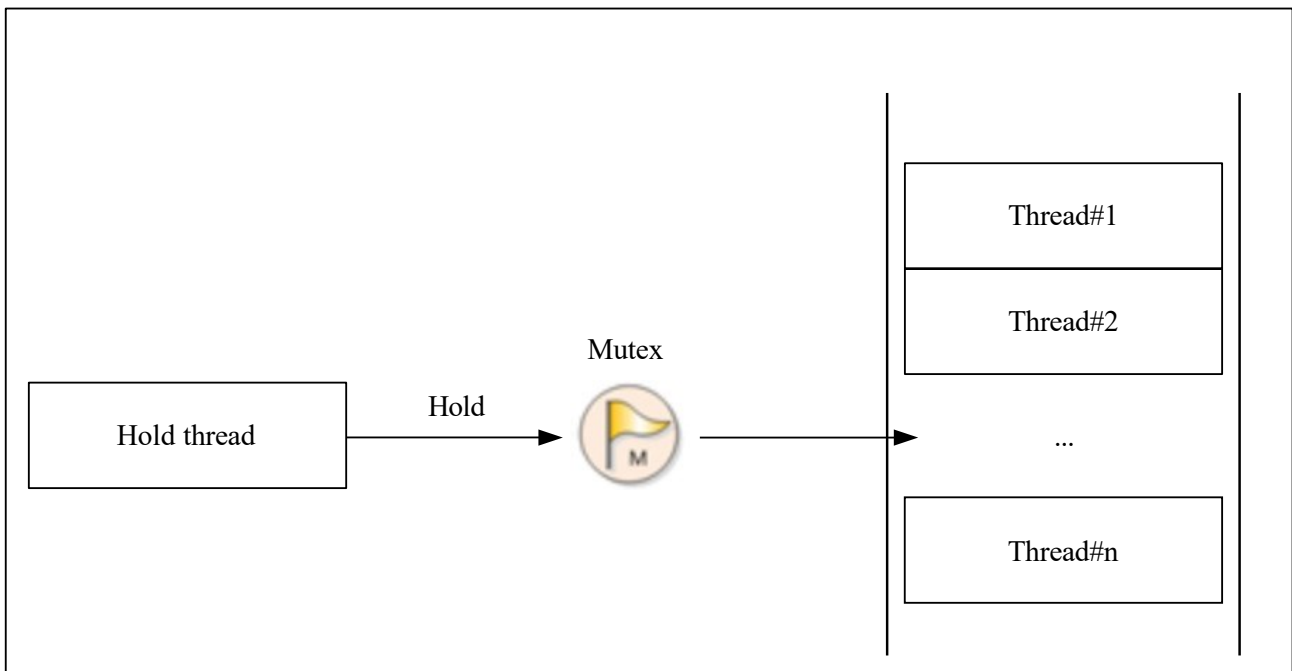 Thread#1
Thread#2
Mutex
Hold
Hold thread
M
...
Thread#n